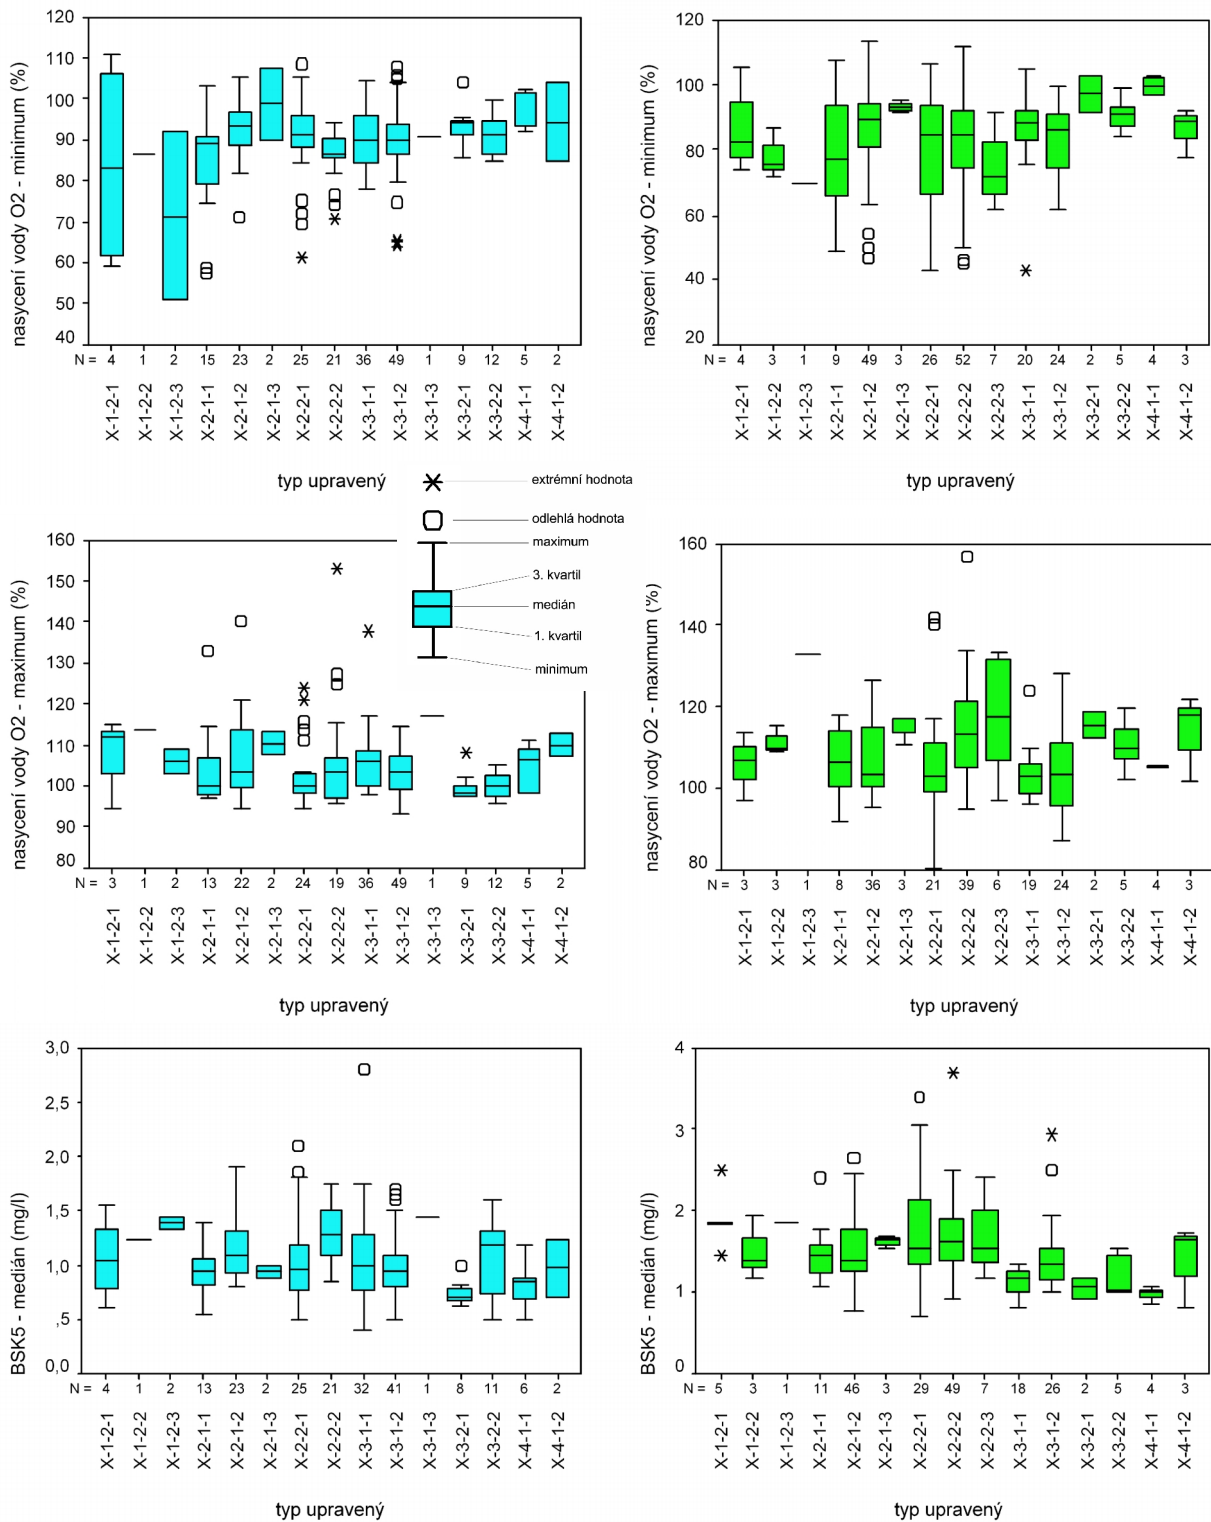 nasycení vody O2 - minimum (%)
120
110
100
90
80
70
60
50
40
N = 4 1 2 15 23 2 25 21 36 49 1 9 12 5 2
X-1-2-1 X-1-2-2 X-1-2-3 X-2-1-1 X-2-1-2 X-2-1-3 X-2-2-1 X-2-2-2 X-3-1-1 X-3-1-2 X-3-1-3 X-3-2-1 X-3-2-2 X-4-1-1 X-4-1-2
typ upravený
nasycení vody O2 - minimum (%)
120
100
80
60
40
20
N = 4 3 1 9 49 3 26 52 7 20 24 2 5 4 3
X-1-2-1 X-1-2-2 X-1-2-3 X-2-1-1 X-2-1-2 X-2-1-3 X-2-2-1 X-2-2-2 X-2-2-3 X-3-1-1 X-3-1-2 X-3-2-1 X-3-2-2 X-4-1-1 X-4-1-2
typ upravený
extrémní hodnota
odlehlá hodnota
maximum
3. kvartil
medián
1. kvartil
minimum
nasycení vody O2 - maximum (%)
160
150
140
130
120
110
100
90
80
N = 3 1 2 13 22 2 24 19 36 49 1 9 12 5 2
X-1-2-1 X-1-2-2 X-1-2-3 X-2-1-1 X-2-1-2 X-2-1-3 X-2-2-1 X-2-2-2 X-3-1-1 X-3-1-2 X-3-1-3 X-3-2-1 X-3-2-2 X-4-1-1 X-4-1-2
typ upravený
nasycení vody O2 - maximum (%)
160
140
120
100
80
N = 3 3 1 8 36 3 21 39 6 19 24 2 5 4 3
X-1-2-1 X-1-2-2 X-1-2-3 X-2-1-1 X-2-1-2 X-2-1-3 X-2-2-1 X-2-2-2 X-2-2-3 X-3-1-1 X-3-1-2 X-3-2-1 X-3-2-2 X-4-1-1 X-4-1-2
typ upravený
BSK5 - medián (mg/l)
3,0
2,5
2,0
1,5
1,0
,5
0,0
N = 4 1 2 13 23 2 25 21 32 41 1 8 11 6 2
X-1-2-1 X-1-2-2 X-1-2-3 X-2-1-1 X-2-1-2 X-2-1-3 X-2-2-1 X-2-2-2 X-3-1-1 X-3-1-2 X-3-1-3 X-3-2-1 X-3-2-2 X-4-1-1 X-4-1-2
typ upravený
BSK5 - medián (mg/l)
4
3
2
1
0
N = 5 3 1 11 46 3 29 49 7 18 26 2 5 4 3
X-1-2-1 X-1-2-2 X-1-2-3 X-2-1-1 X-2-1-2 X-2-1-3 X-2-2-1 X-2-2-2 X-2-2-3 X-3-1-1 X-3-1-2 X-3-2-1 X-3-2-2 X-4-1-1 X-4-1-2
typ upravený